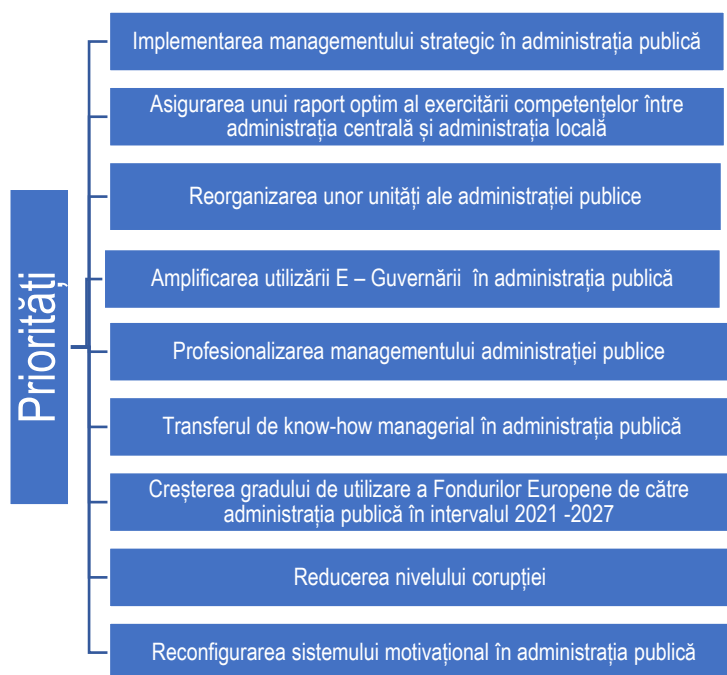 Priorități
Implementarea managementului strategic în administrația publică
Asigurarea unui raport optim al exercitării competențelor între
administrația centrală și administrația locală
Reorganizarea unor unități ale administrației publice
Amplificarea utilizării E – Guvernării în administrația publică
Profesionalizarea managementului administrației publice
Transferul de know-how managerial în administrația publică
Creșterea gradului de utilizare a Fondurilor Europene de către
administrația publică în intervalul 2021 -2027
Reducerea nivelului corupției
Reconfigurarea sistemului motivațional în administrația publică